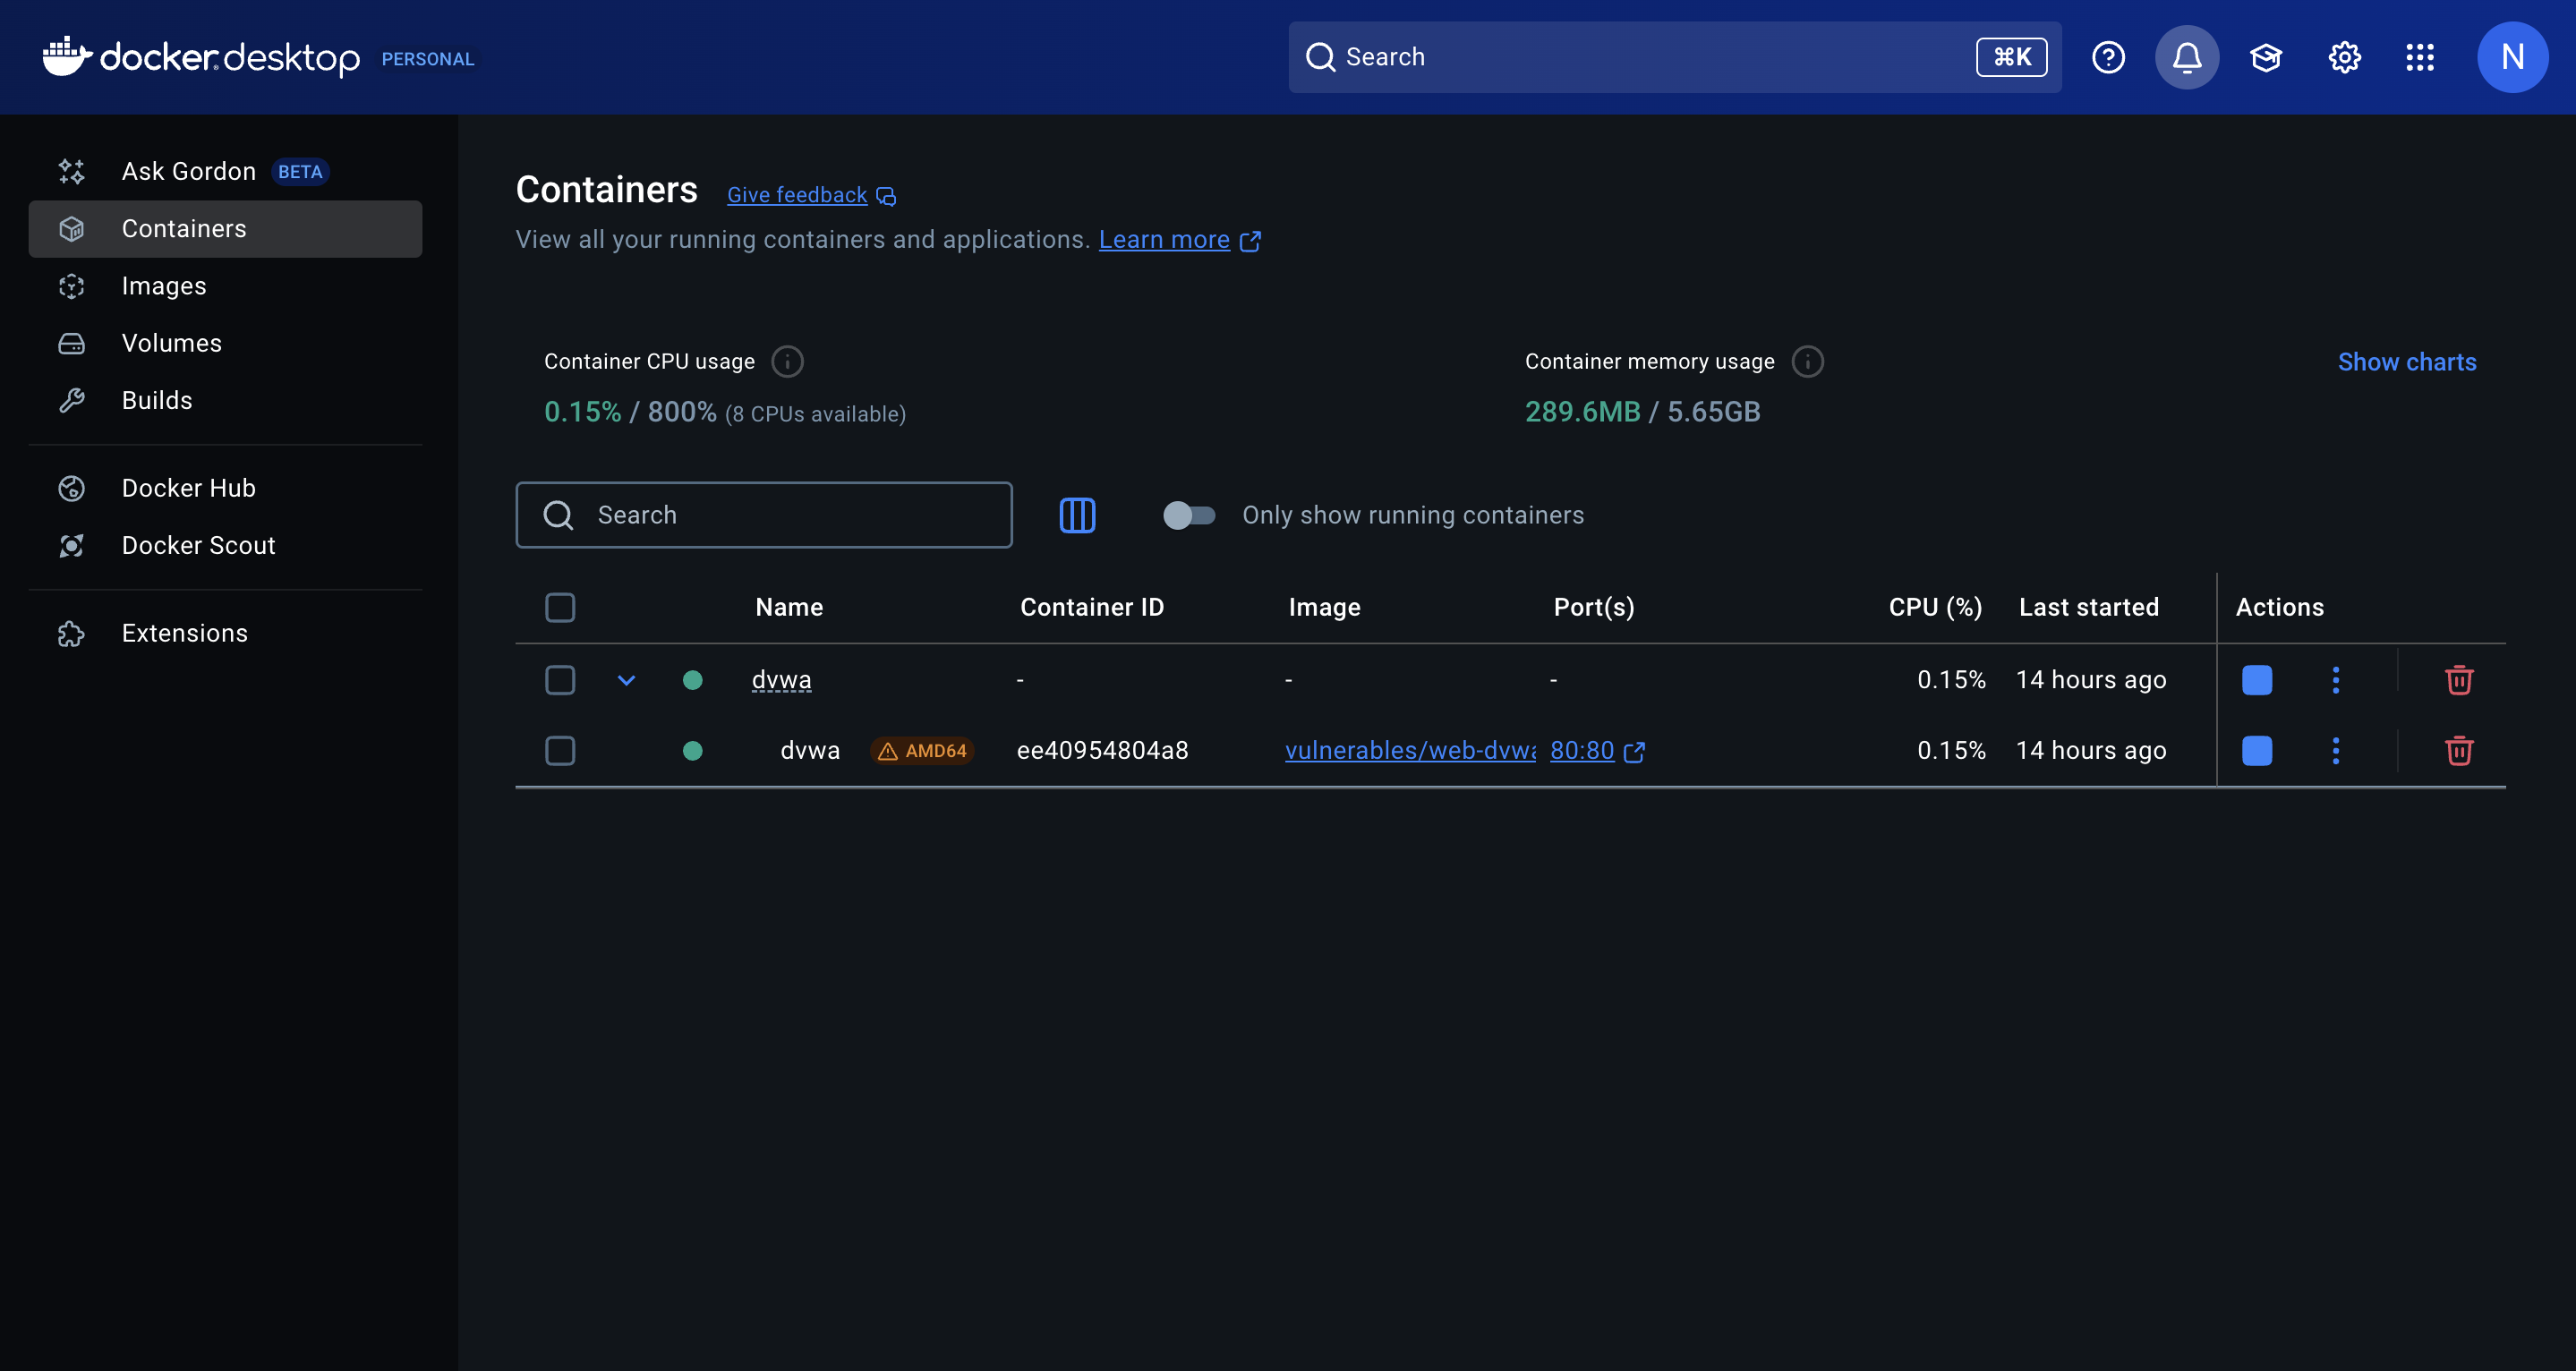 docker desktop PERSONAL
Search
⌘K
N
Ask Gordon BETA
Containers
Images
Volumes
Builds
Docker Hub
Docker Scout
Extensions
Containers Give feedback
View all your running containers and applications. Learn more
Container CPU usage
0.15% / 800% (8 CPUs available)
Container memory usage
289.6MB / 5.65GB
Show charts
Search
Only show running containers
Name Container ID Image Port(s) CPU (%) Last started Actions
dvwa - - - 0.15% 14 hours ago
dvwa AMD64 ee40954804a8 vulnerables/web-dvwa 80:80 0.15% 14 hours ago